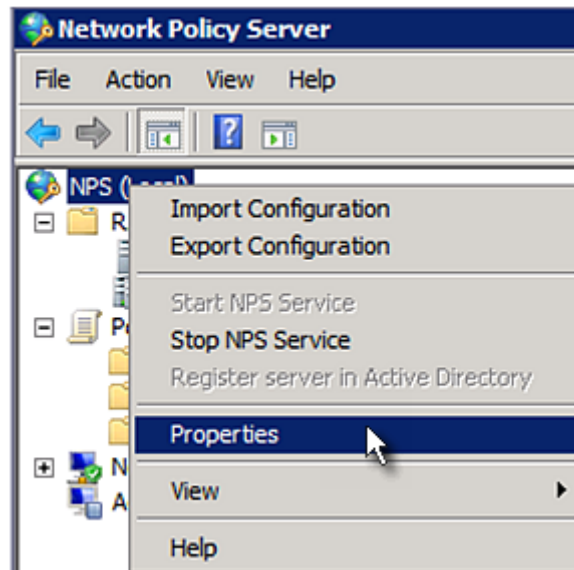 Network Policy Server
File Action View Help
NPS (Local)
Import Configuration
Export Configuration
Start NPS Service
Stop NPS Service
Register server in Active Directory
Properties
View
Help